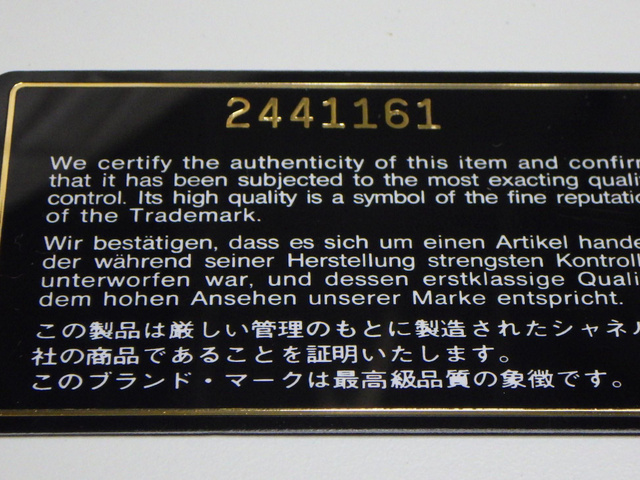 2441161
We certify the authenticity of this item and confir
that it has been subjected to the most exacting qualit
control. Its high quality is a symbol of the fine reputatio
of the Trademark.
Wir bestätigen, dass es sich um einen Artikel hande
der während seiner Herstellung strengsten Kontroll
unterworfen war, und dessen erstklassige Quali
dem hohen Ansehen unserer Marke entspricht.
この製品は厳しい管理のもとに製造されたシャネル
社の商品であることを証明いたします。
このブランド・マークは最高級品質の象徴です。